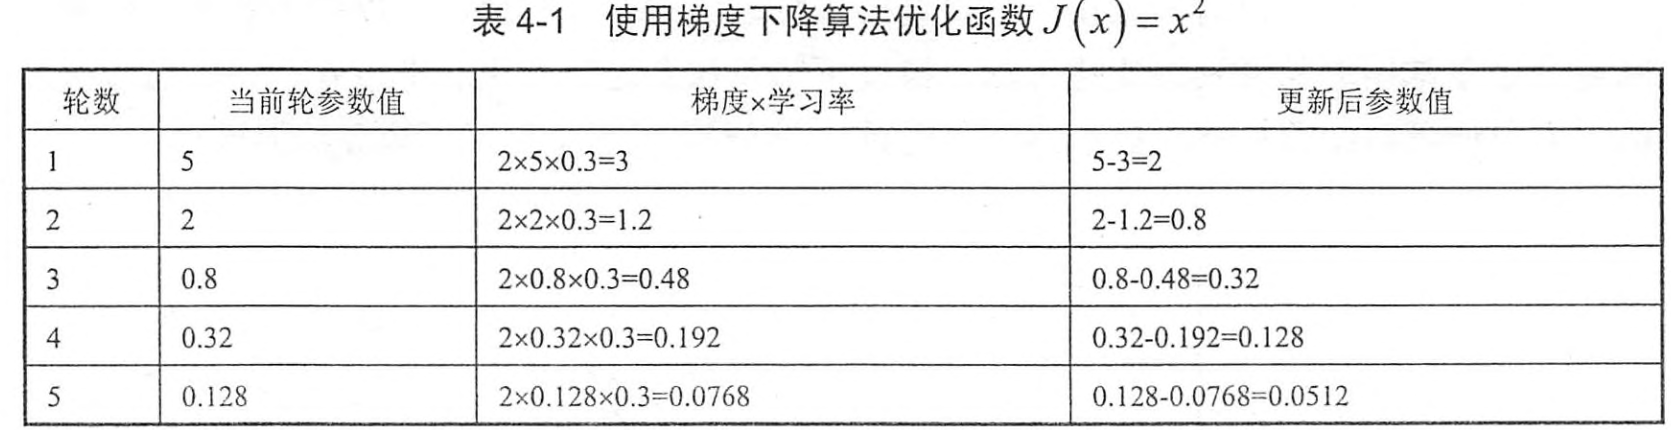 表 4-1 使用梯度下降算法优化函数 J(x) = x²
轮数 当前轮参数值 梯度×学习率 更新后参数值
1 5 2×5×0.3=3 5-3=2
2 2 2×2×0.3=1.2 2-1.2=0.8
3 0.8 2×0.8×0.3=0.48 0.8-0.48=0.32
4 0.32 2×0.32×0.3=0.192 0.32-0.192=0.128
5 0.128 2×0.128×0.3=0.0768 0.128-0.0768=0.0512